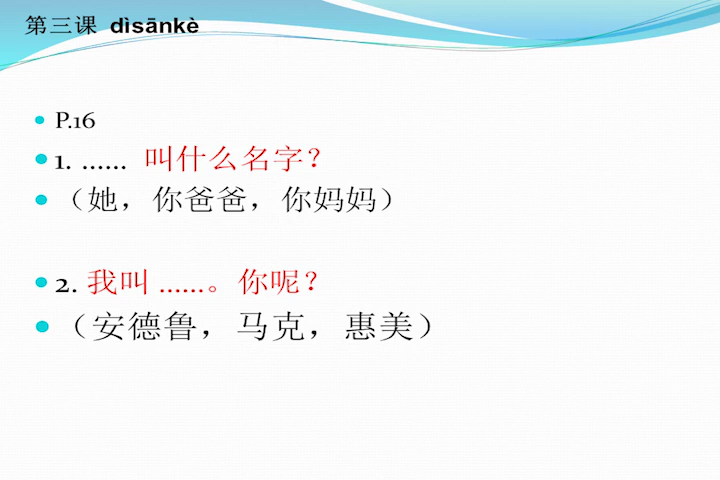 第三课 dìsānkè
P.16
1. …… 叫什么名字？
（她，你爸爸，你妈妈）
2. 我叫 ……。你呢？
（安德鲁，马克，惠美）